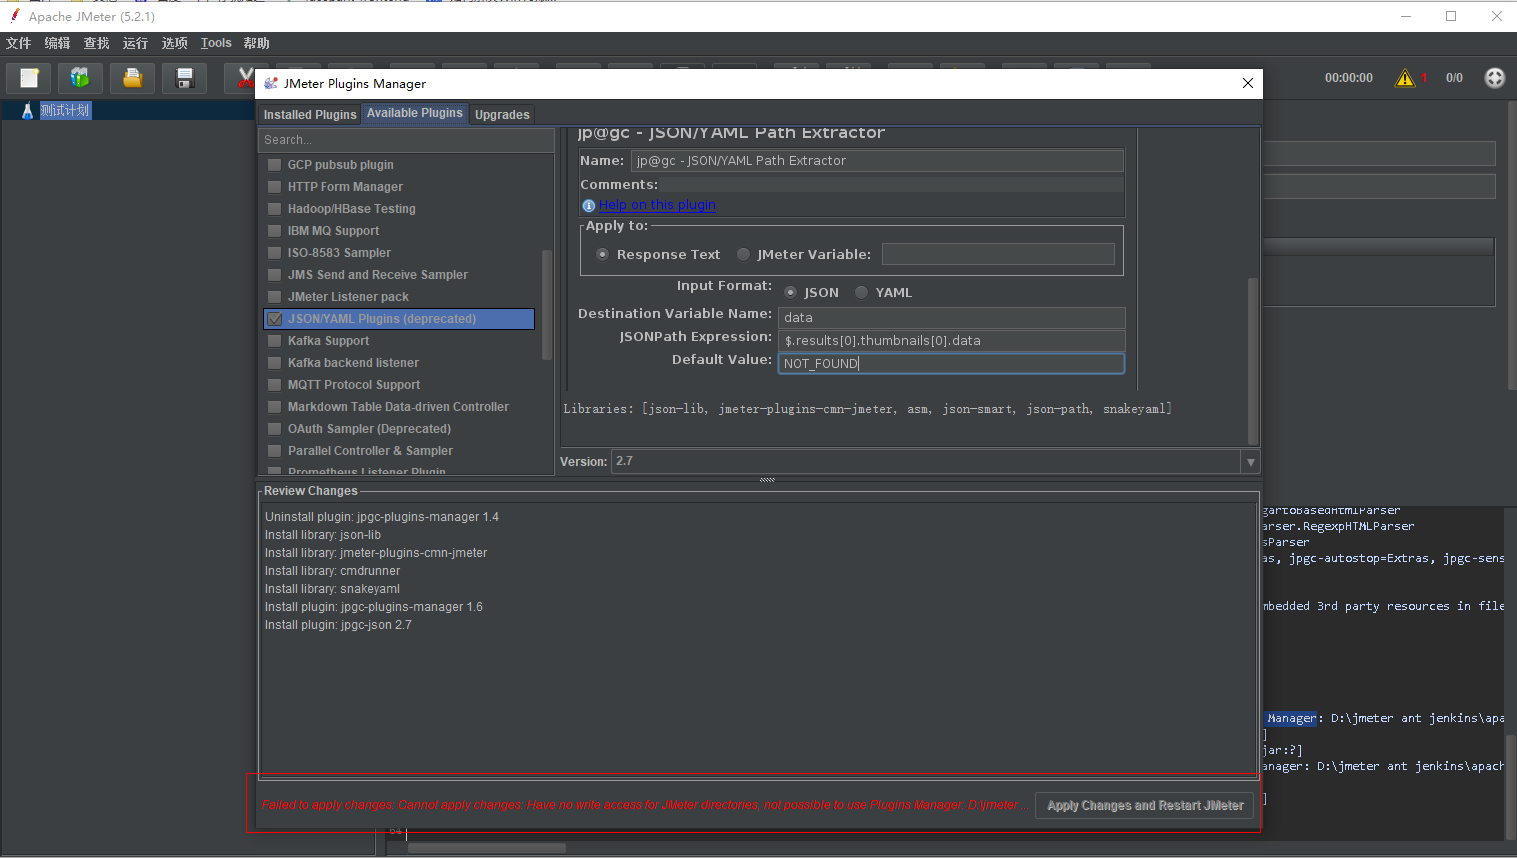 Apache JMeter (5.2.1)
文件 编辑 查找 运行 选项 Tools 帮助
00:00:00 1 0/0
测试计划
JMeter Plugins Manager
Installed Plugins Available Plugins Upgrades
Search...
GCP pubsub plugin
HTTP Form Manager
Hadoop/HBase Testing
IBM MQ Support
ISO-8583 Sampler
JMS Send and Receive Sampler
JMeter Listener pack
JSON/YAML Plugins (deprecated)
Kafka Support
Kafka backend listener
MQTT Protocol Support
Markdown Table Data-driven Controller
OAuth Sampler (Deprecated)
Parallel Controller & Sampler
Prometheus Listener Plugin
jp@gc - JSON/YAML Path Extractor
Name: jp@gc - JSON/YAML Path Extractor
Comments:
Help on this plugin
Apply to:
Response Text JMeter Variable:
Input Format: JSON YAML
Destination Variable Name: data
JSONPath Expression: $.results[0].thumbnails[0].data
Default Value: NOT_FOUND
Libraries: [json-lib, jmeter-plugins-cmn-jmeter, asm, json-smart, json-path, snakeyaml]
Version: 2.7
Review Changes
Uninstall plugin: jpgc-plugins-manager 1.4
Install library: json-lib
Install library: jmeter-plugins-cmn-jmeter
Install library: cmdrunner
Install library: snakeyaml
Install plugin: jpgc-plugins-manager 1.6
Install plugin: jpgc-json 2.7
Failed to apply changes: Cannot apply changes: Have no write access for JMeter directories, not possible to use Plugins Manager: D:\jmeter ...
Apply Changes and Restart JMeter
gartoBasedHtmlParser
arser.RegexpHTMLParser
sParser
as, jpgc-autostop=Extras, jpgc-sens
mbedded 3rd party resources in file
Manager: D:\jmeter ant jenkins\apa
]
jar:?]
anager: D:\jmeter ant jenkins\apach
]
64